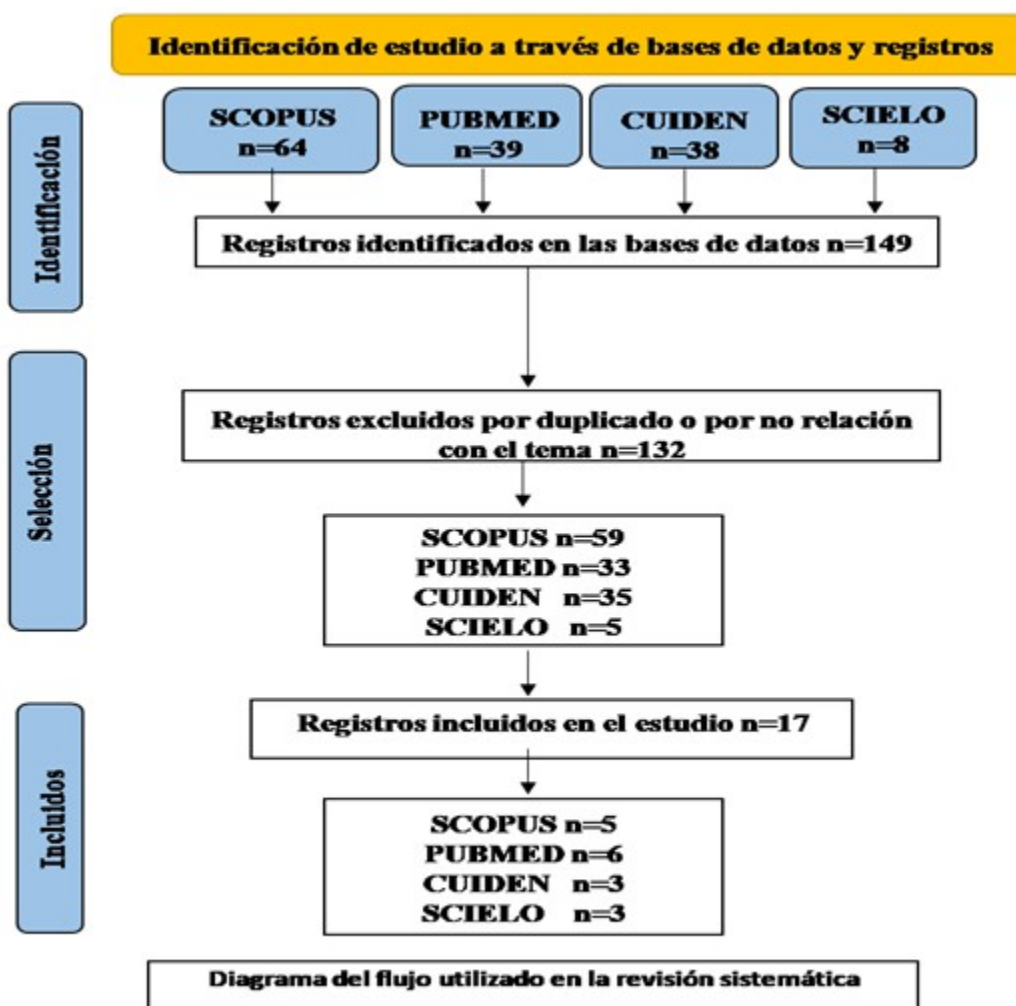 Identificación de estudio a través de bases de datos y registros
Identificación
SCOPUS
n=64
PUBMED
n=39
CUIDEN
n=38
SCIELO
n=8
Registros identificados en las bases de datos n=149
Selección
Registros excluidos por duplicado o por no relación
con el tema n=132
SCOPUS n=59
PUBMED n=33
CUIDEN n=35
SCIELO n=5
Incluidos
Registros incluidos en el estudio n=17
SCOPUS n=5
PUBMED n=6
CUIDEN n=3
SCIELO n=3
Diagrama del flujo utilizado en la revisión sistemática